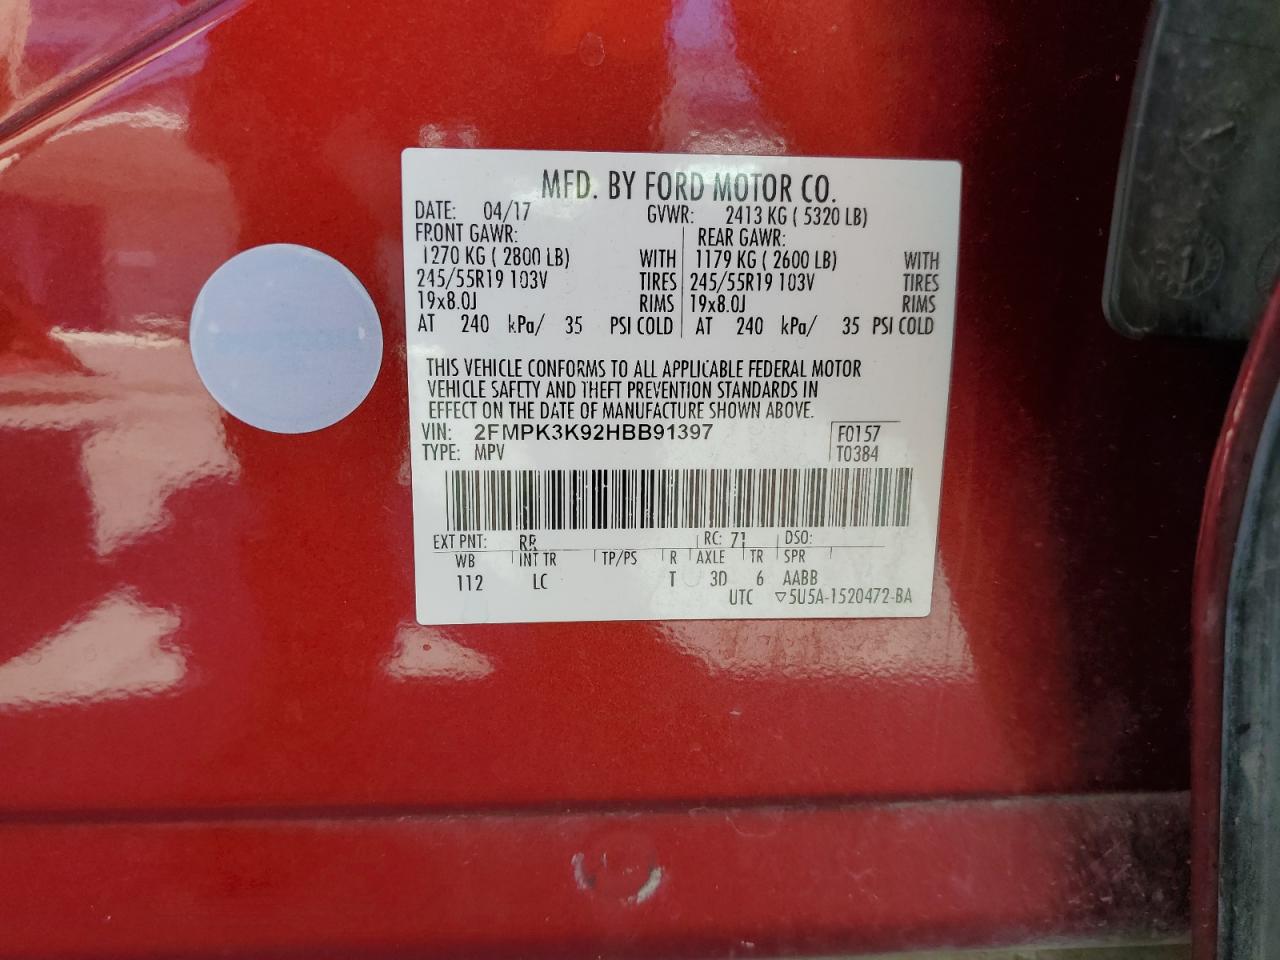 MFD. BY FORD MOTOR CO.
DATE: 04/17 GVWR: 2413 KG ( 5320 LB)
FRONT GAWR: REAR GAWR:
1270 KG ( 2800 LB) WITH 1179 KG ( 2600 LB) WITH
245/55R19 103V TIRES 245/55R19 103V TIRES
19x8.0J RIMS 19x8.0J RIMS
AT 240 kPa/ 35 PSI COLD AT 240 kPa/ 35 PSI COLD
THIS VEHICLE CONFORMS TO ALL APPLICABLE FEDERAL MOTOR
VEHICLE SAFETY AND THEFT PREVENTION STANDARDS IN
EFFECT ON THE DATE OF MANUFACTURE SHOWN ABOVE.
VIN: 2FMPK3K92HBB91397 F0157
TYPE: MPV T0384
EXT PNT: RR RC: 71 DSO:
WB INT TR TP/PS R AXLE TR SPR
112 LC T 3D 6 AABB
UTC ▽5U5A-1520472-BA